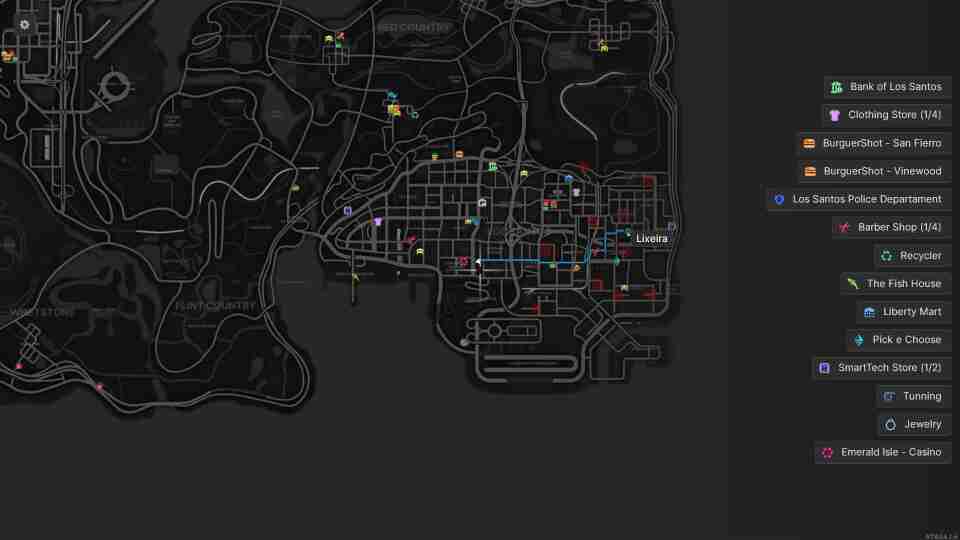 RED COUNTRY
FLINT COUNTRY
WHETSTONE
Lixeira
Bank of Los Santos
Clothing Store (1/4)
BurguerShot - San Fierro
BurguerShot - Vinewood
Los Santos Police Departament
Barber Shop (1/4)
Recycler
The Fish House
Liberty Mart
Pick e Choose
SmartTech Store (1/2)
Tunning
Jewelry
Emerald Isle - Casino